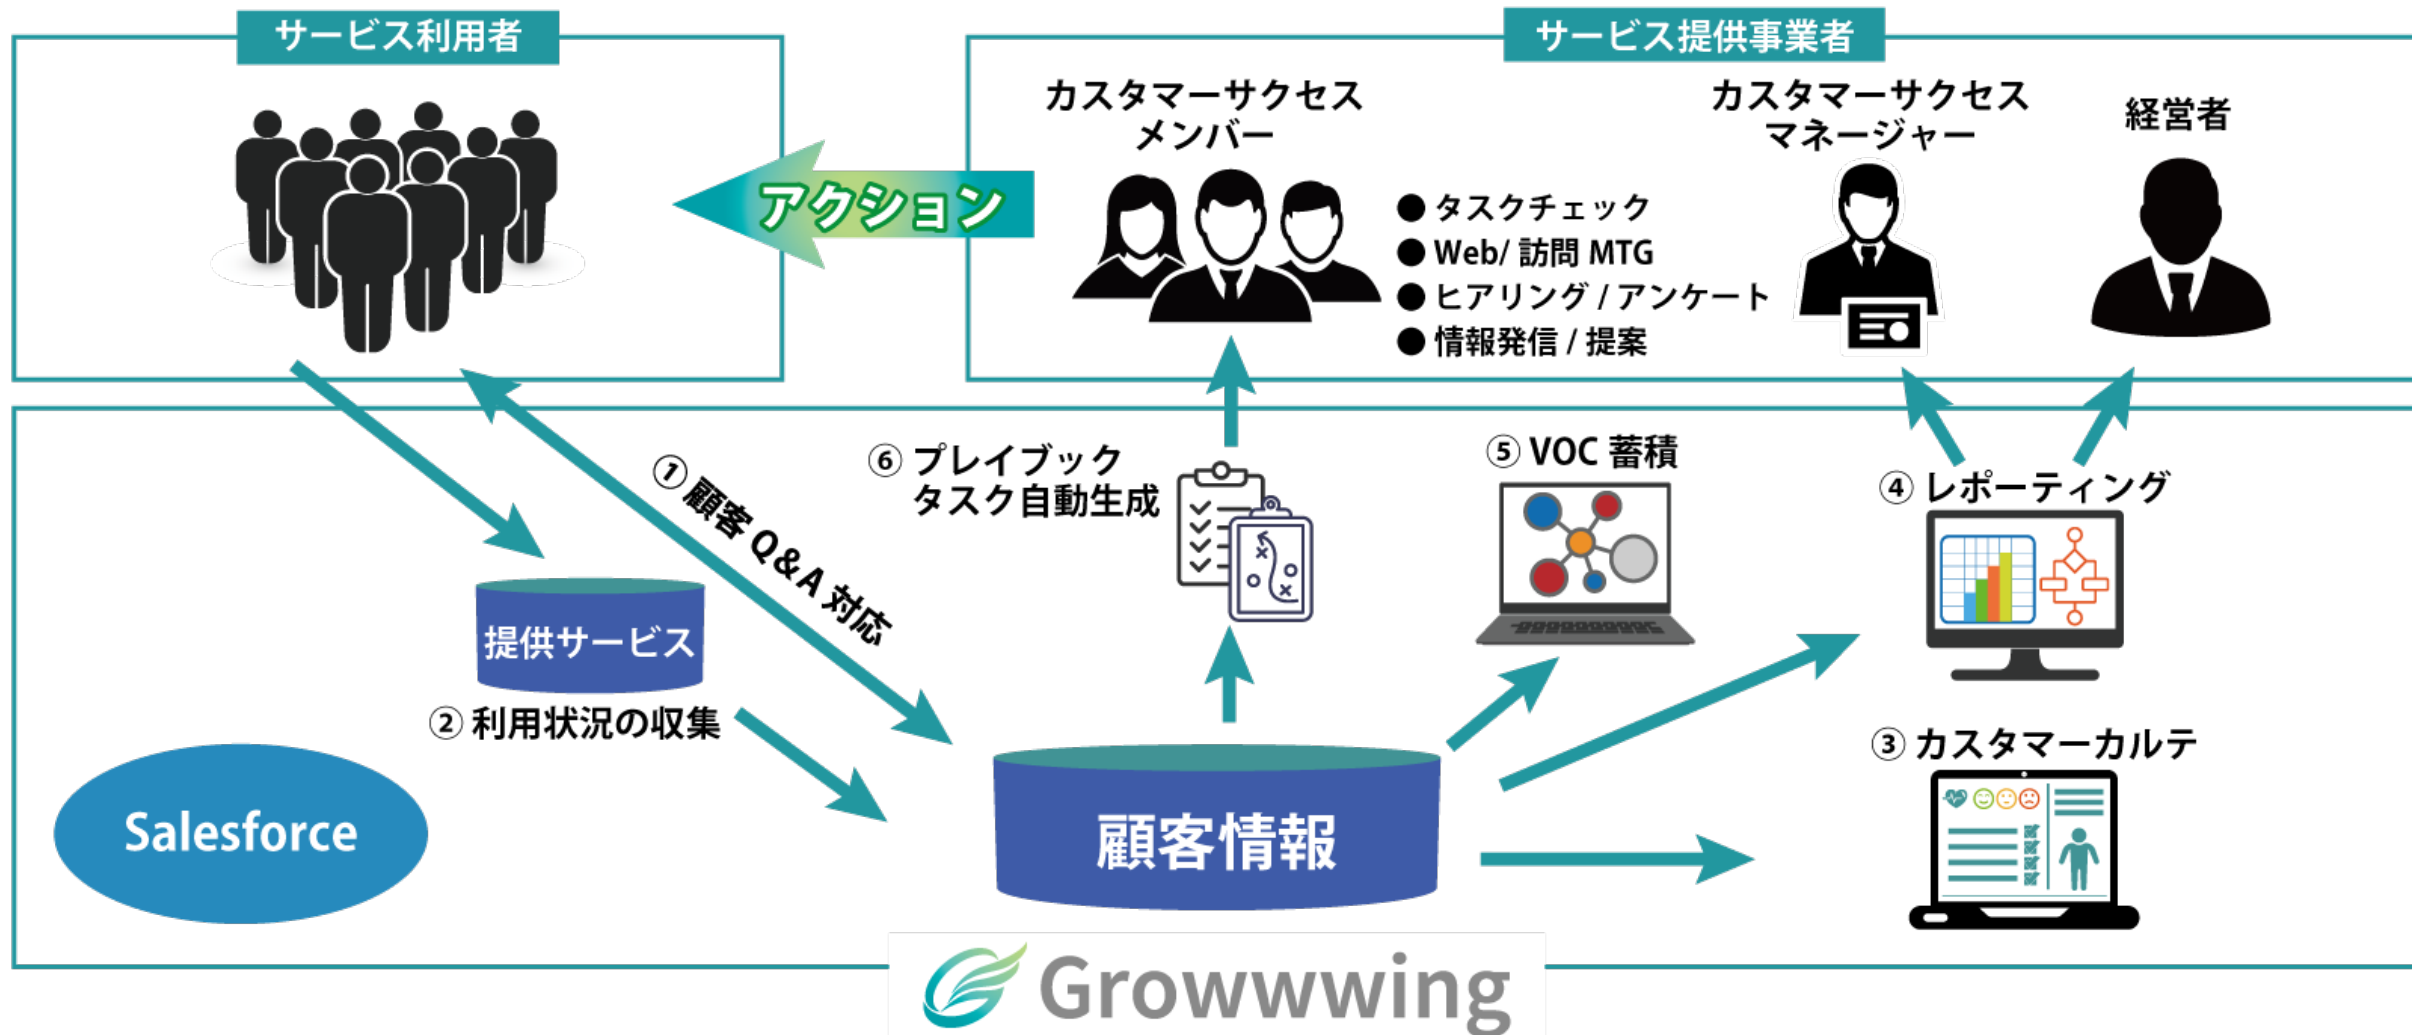 サービス利用者
サービス提供事業者
カスタマーサクセス
メンバー
カスタマーサクセス
マネージャー
経営者
アクション
● タスクチェック
● Web/ 訪問 MTG
● ヒアリング / アンケート
● 情報発信 / 提案
① 顧客 Q&A 対応
⑥ プレイブック
タスク自動生成
⑤ VOC 蓄積
④ レポーティング
提供サービス
② 利用状況の収集
③ カスタマーカルテ
Salesforce
顧客情報
Growwwing